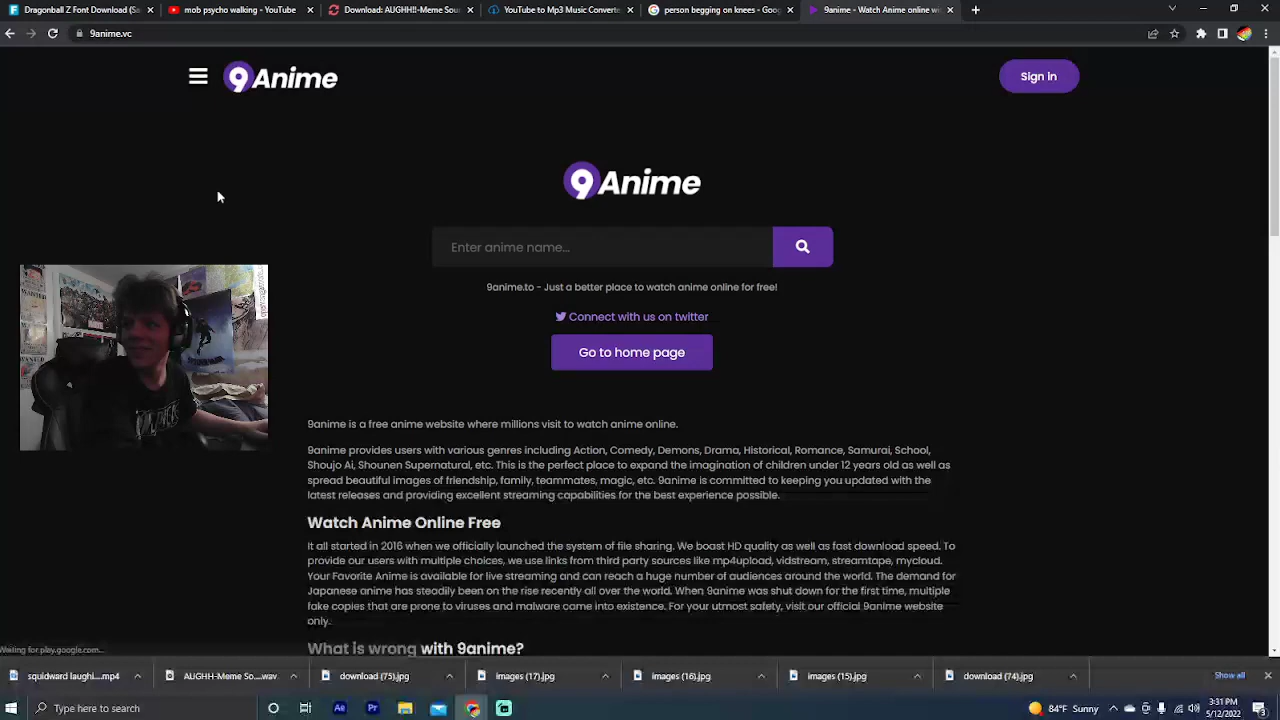 Dragonball Z Font Download (So
mob psycho walking - YouTube
Download: AUGHH!!-Meme Sou
YouTube to Mp3 Music Converte
person begging on knees - Goog
9anime - Watch Anime online wi
9anime.vc
9Anime
Sign in
9Anime
Enter anime name...
9anime.to - Just a better place to watch anime online for free!
Connect with us on twitter
Go to home page
9anime is a free anime website where millions visit to watch anime online.
9anime provides users with various genres including Action, Comedy, Demons, Drama, Historical, Romance, Samurai, School,
Shoujo Ai, Shounen Supernatural, etc. This is the perfect place to expand the imagination of children under 12 years old as well as
spread beautiful images of friendship, family, teammates, magic, etc. 9anime is committed to keeping you updated with the
latest releases and providing excellent streaming capabilities for the best experience possible.
Watch Anime Online Free
It all started in 2016 when we officially launched the system of file sharing. We boast HD quality as well as fast download speed. To
provide our users with multiple choices, we use links from third party sources like mp4upload, vidstream, streamtape, mycloud.
Your Favorite Anime is available for live streaming and can reach a huge number of audiences around the world. The demand for
Japanese anime has steadily been on the rise recently all over the world. When 9anime was shut down for the first time, multiple
fake copies that are prone to viruses and malware came into existence. For your utmost safety, visit our official 9anime website
only.
What is wrong with 9anime?
Waiting for play.google.com...
squidward laughi....mp4
AUGHH-Meme So....wav
download (75).jpg
images (17).jpg
images (16).jpg
images (15).jpg
download (74).jpg
Show all
Type here to search
Ae
Pr
84°F Sunny
3:31 PM
5/12/2022
3